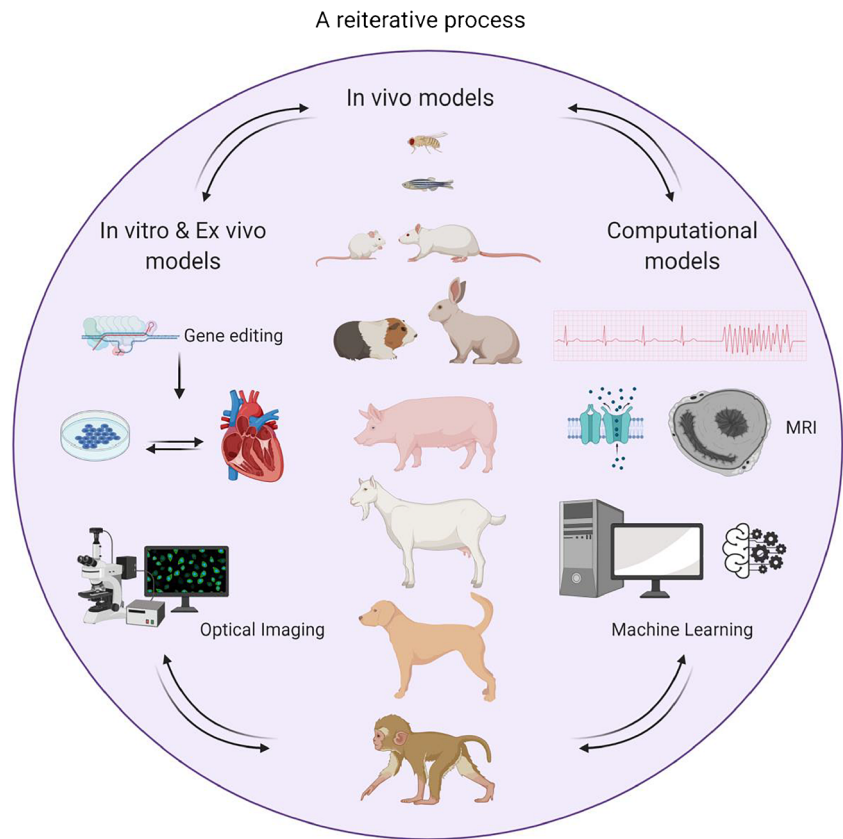 A reiterative process
In vivo models
In vitro & Ex vivo
models
Computational
models
Gene editing
MRI
Optical Imaging
Machine Learning